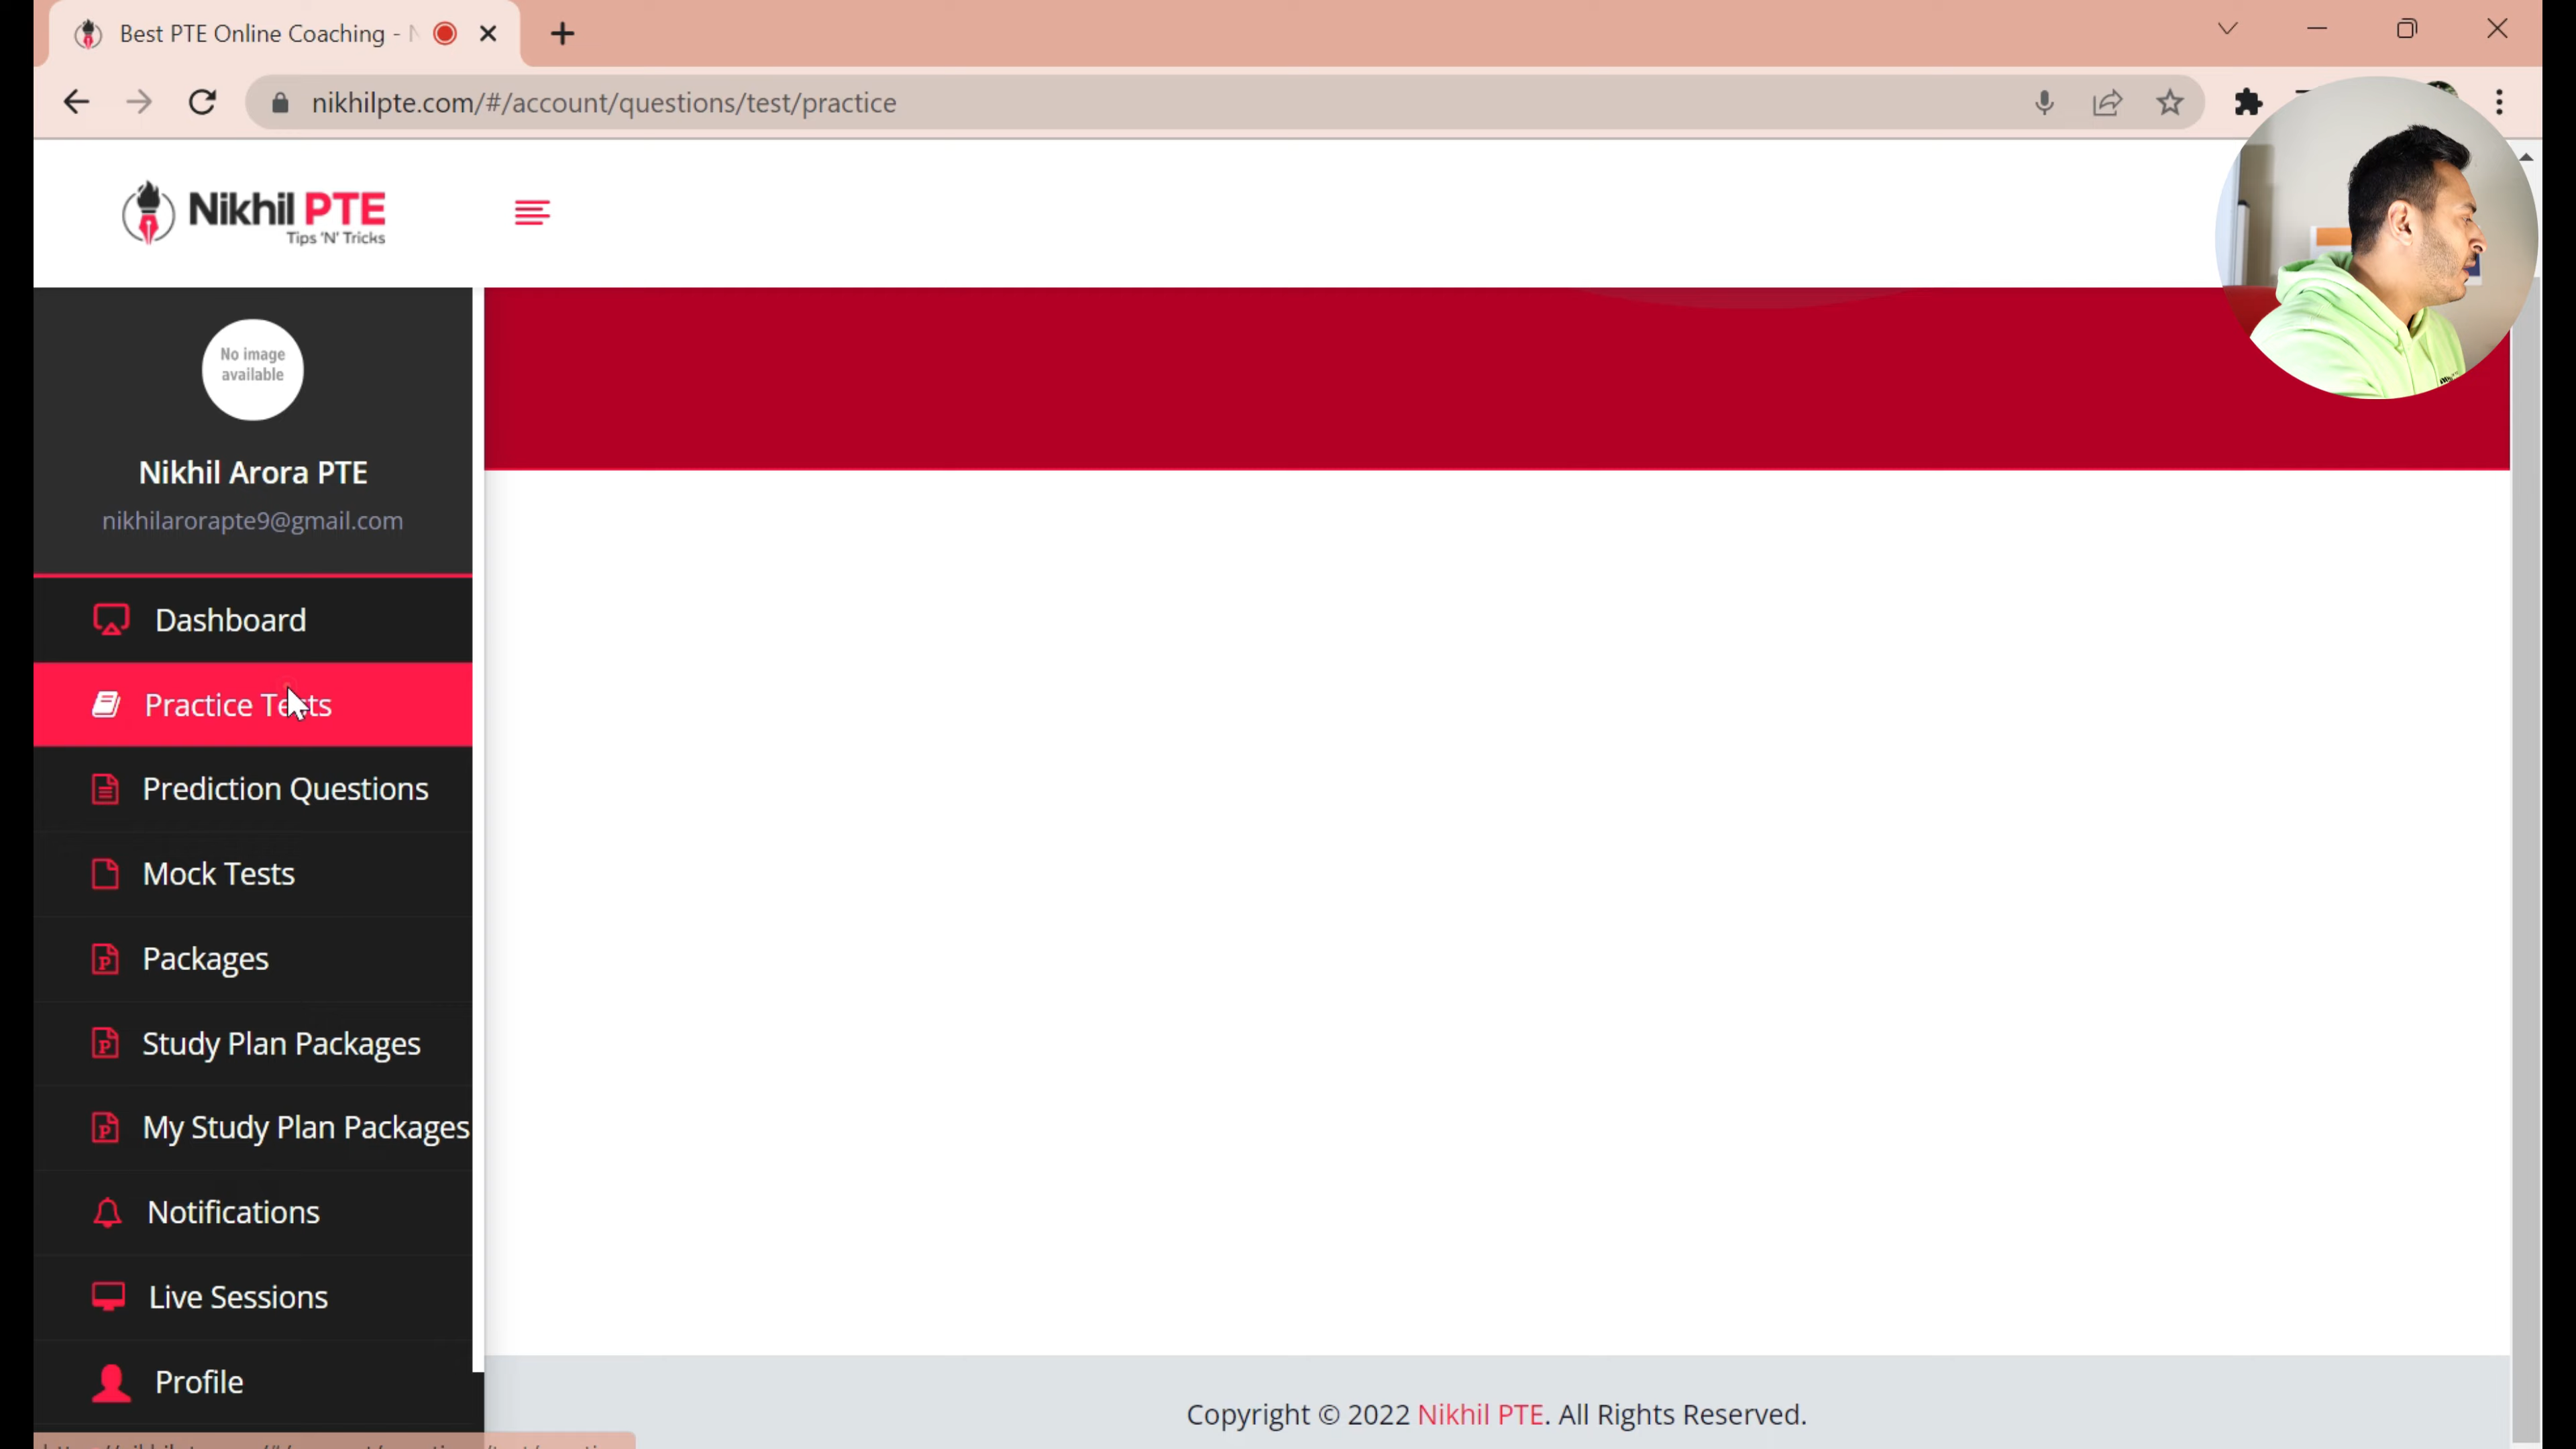 Best PTE Online Coaching -
nikhilpte.com/#/account/questions/test/practice
Nikhil PTE
Tips 'N' Tricks
No image
available
Nikhil Arora PTE
nikhilarorapte9@gmail.com
Dashboard
Practice Tests
Prediction Questions
Mock Tests
Packages
Study Plan Packages
My Study Plan Packages
Notifications
Live Sessions
Profile
Copyright © 2022 Nikhil PTE. All Rights Reserved.